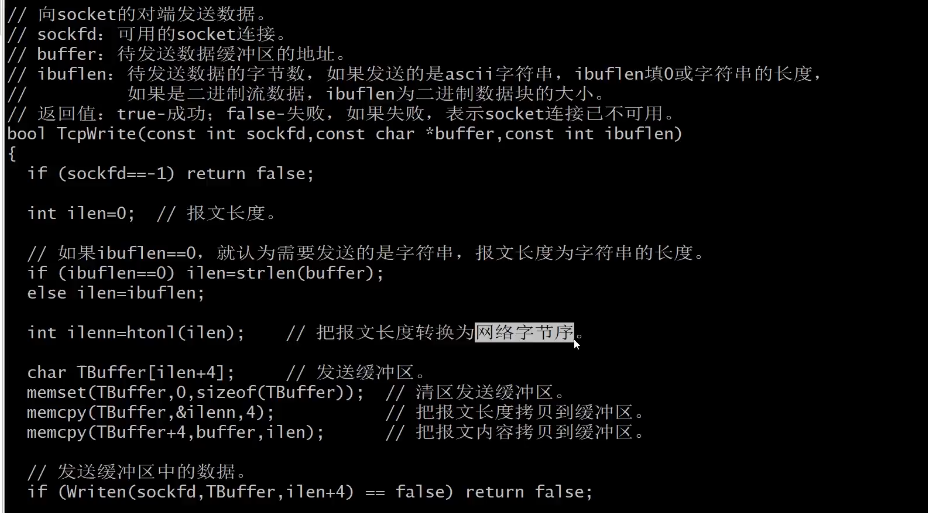 // 向socket的对端发送数据。
// sockfd：可用的socket连接。
// buffer：待发送数据缓冲区的地址。
// ibuflen：待发送数据的字节数，如果发送的是ascii字符串，ibuflen填0或字符串的长度，
//          如果是二进制流数据，ibuflen为二进制数据块的大小。
// 返回值：true-成功；false-失败，如果失败，表示socket连接已不可用。
bool TcpWrite(const int sockfd,const char *buffer,const int ibuflen)
{
  if (sockfd==-1) return false;
  int ilen=0;  // 报文长度。
  // 如果ibuflen==0，就认为需要发送的是字符串，报文长度为字符串的长度。
  if (ibuflen==0) ilen=strlen(buffer);
  else ilen=ibuflen;
  int ilenn=htonl(ilen);    // 把报文长度转换为网络字节序。
  char TBuffer[ilen+4];     // 发送缓冲区。
  memset(TBuffer,0,sizeof(TBuffer));  // 清区发送缓冲区。
  memcpy(TBuffer,&ilenn,4);           // 把报文长度拷贝到缓冲区。
  memcpy(TBuffer+4,buffer,ilen);      // 把报文内容拷贝到缓冲区。
  // 发送缓冲区中的数据。
  if (Writen(sockfd,TBuffer,ilen+4) == false) return false;